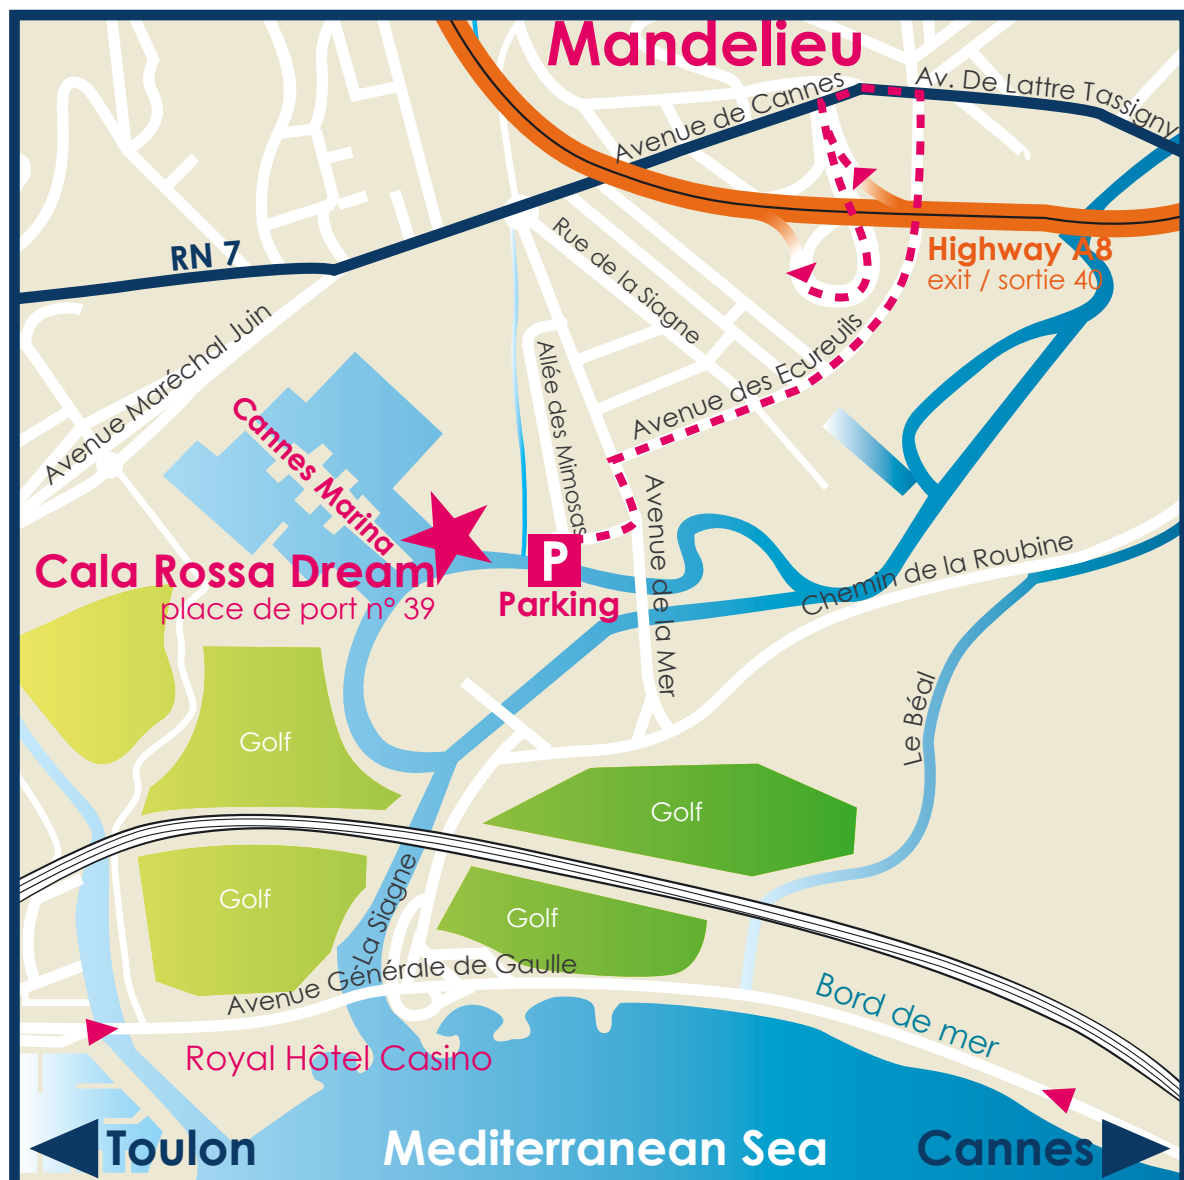 Mandelieu
Av. De Lattre Tassigny
Avenue de Cannes
RN 7
Rue de la Siagne
Highway A8
exit / sortie 40
Avenue Maréchal Juin
Allée des Mimosas
Avenue des Ecureuils
Cannes Marina
Avenue de la Mer
P
Parking
Cala Rossa Dream
place de port n° 39
Chemin de la Roubine
Le Béal
Golf
Golf
Golf
Golf
La Siagne
Avenue Générale de Gaulle
Bord de mer
Royal Hôtel Casino
Toulon
Mediterranean Sea
Cannes